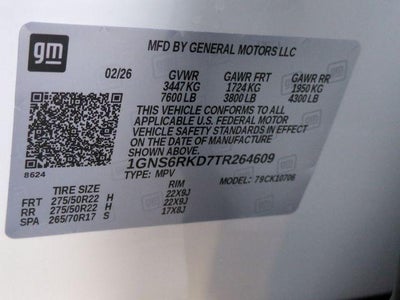 gm
MFD BY GENERAL MOTORS LLC
02/26 GVWR GAWR FRT GAWR RR
3447 KG 1724 KG 1950 KG
7600 LB 3800 LB 4300 LB
THIS VEHICLE CONFORMS TO ALL
APPLICABLE U.S. FEDERAL MOTOR
VEHICLE SAFETY STANDARDS IN EFFECT
ON THE DATE OF MANUFACTURE
SHOWN ABOVE.
1GNS6RKD7TR264609
8624 TYPE: MPV MODEL: 79CK10706
TIRE SIZE RIM
FRT 275/50R22 H 22X9J
RR 275/50R22 H 22X9J
SPA 265/70R17 S 17X8J